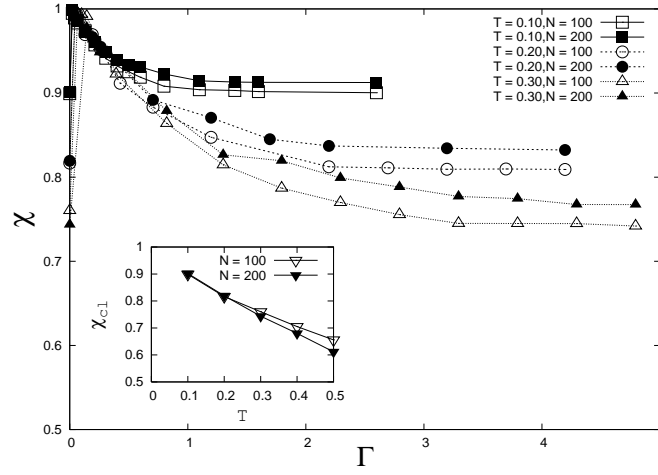 1
0.9
0.8
0.7
0.6
0.5
0
1
2
3
4
χ
Γ
T = 0.10,N = 100
T = 0.10,N = 200
T = 0.20,N = 100
T = 0.20,N = 200
T = 0.30,N = 100
T = 0.30,N = 200
N = 100
N = 200
1
0.9
0.8
0.7
0.6
0.5
0
0.1
0.2
0.3
0.4
0.5
χcl
T